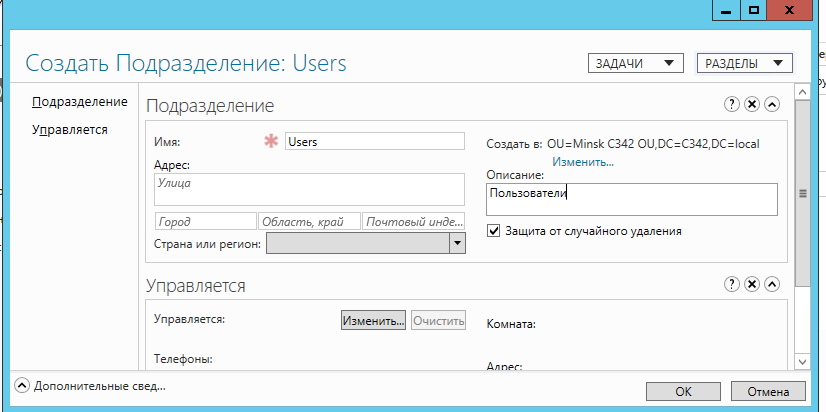 Создать Подразделение: Users
ЗАДАЧИ
РАЗДЕЛЫ
Подразделение
Управляется
Подразделение
Имя:
Users
Создать в: OU=Minsk C342 OU,DC=C342,DC=local
Изменить...
Адрес:
Улица
Описание:
Пользователи
Город
Область, край
Почтовый инде...
Страна или регион:
Защита от случайного удаления
Управляется
Управляется:
Изменить...
Очистить
Комната:
Телефоны:
Адрес:
Дополнительные свед...
OK
Отмена